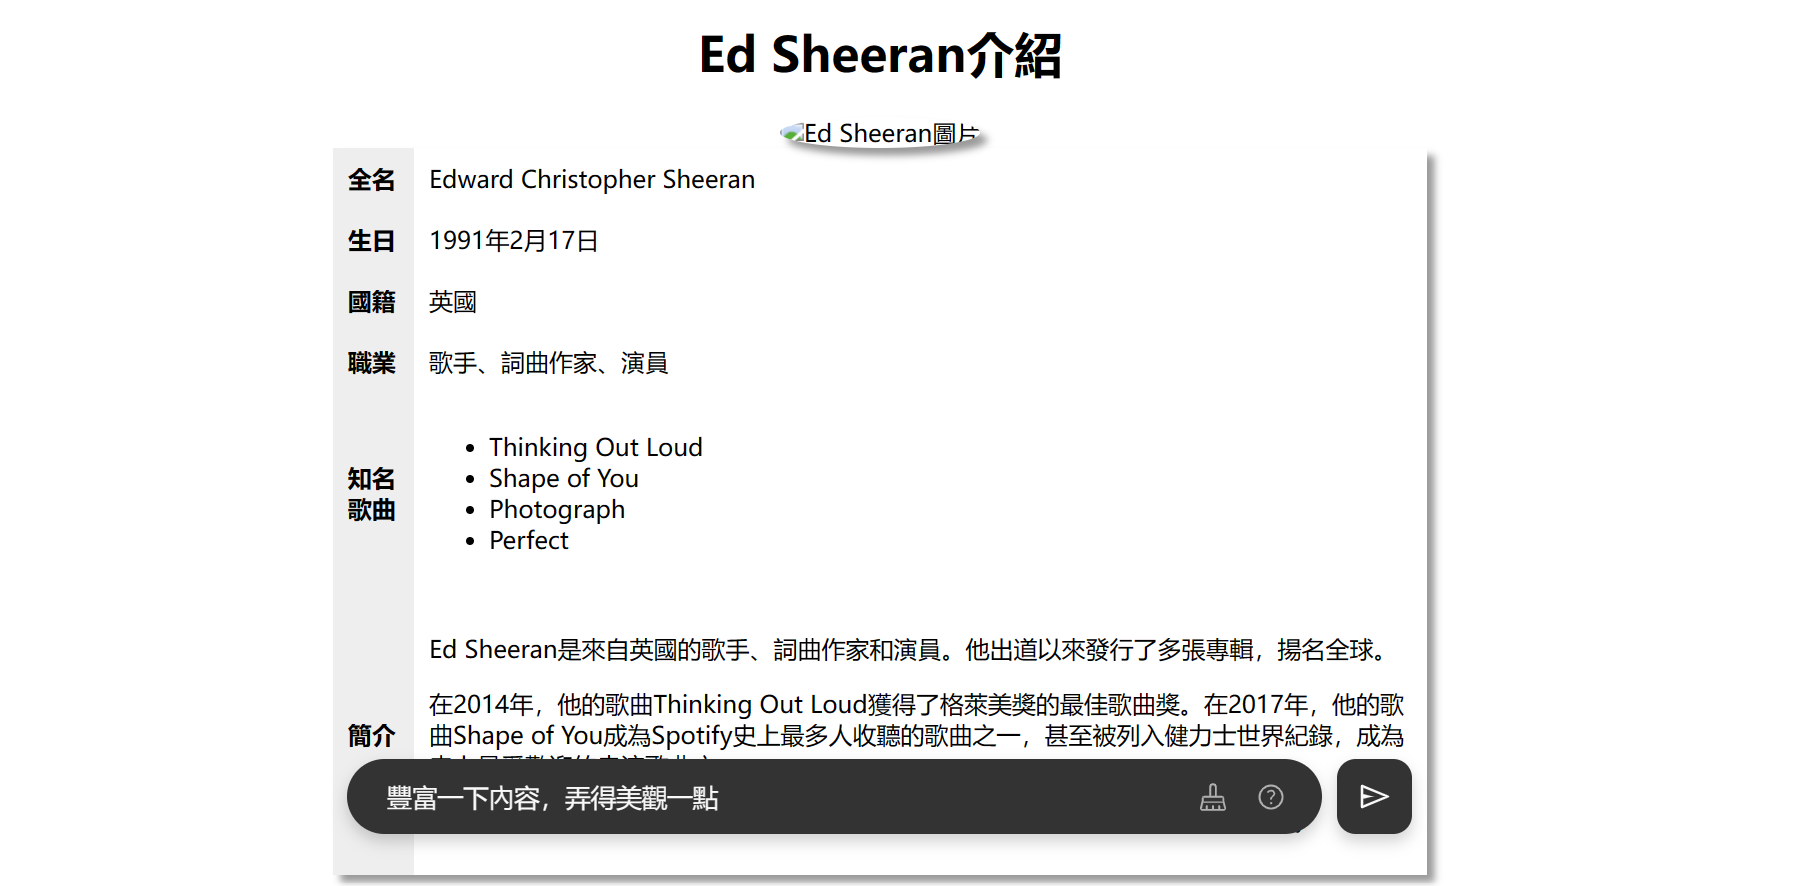 Ed Sheeran介紹
Ed Sheeran圖片
全名 Edward Christopher Sheeran
生日 1991年2月17日
國籍 英國
職業 歌手、詞曲作家、演員
知名
歌曲
• Thinking Out Loud
• Shape of You
• Photograph
• Perfect
簡介
Ed Sheeran是來自英國的歌手、詞曲作家和演員。他出道以來發行了多張專輯，揚名全球。
在2014年，他的歌曲Thinking Out Loud獲得了格萊美獎的最佳歌曲獎。在2017年，他的歌
曲Shape of You成為Spotify史上最多人收聽的歌曲之一，甚至被列入健力士世界紀錄，成為
豐富一下內容，弄得美觀一點